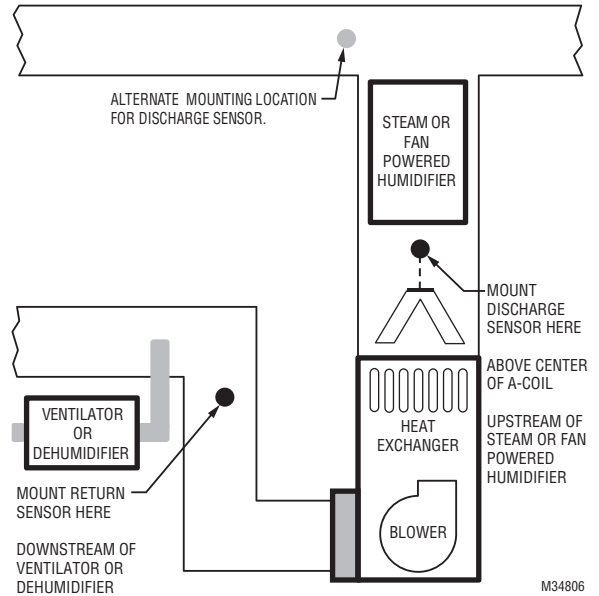 ALTERNATE MOUNTING LOCATION
FOR DISCHARGE SENSOR.
STEAM OR
FAN
POWERED
HUMIDIFIER
MOUNT
DISCHARGE
SENSOR HERE
ABOVE CENTER
OF A-COIL
UPSTREAM OF
STEAM OR FAN
POWERED
HUMIDIFIER
HEAT
EXCHANGER
BLOWER
VENTILATOR
OR
DEHUMIDIFIER
MOUNT RETURN
SENSOR HERE
DOWNSTREAM OF
VENTILATOR OR
DEHUMIDIFIER
M34806